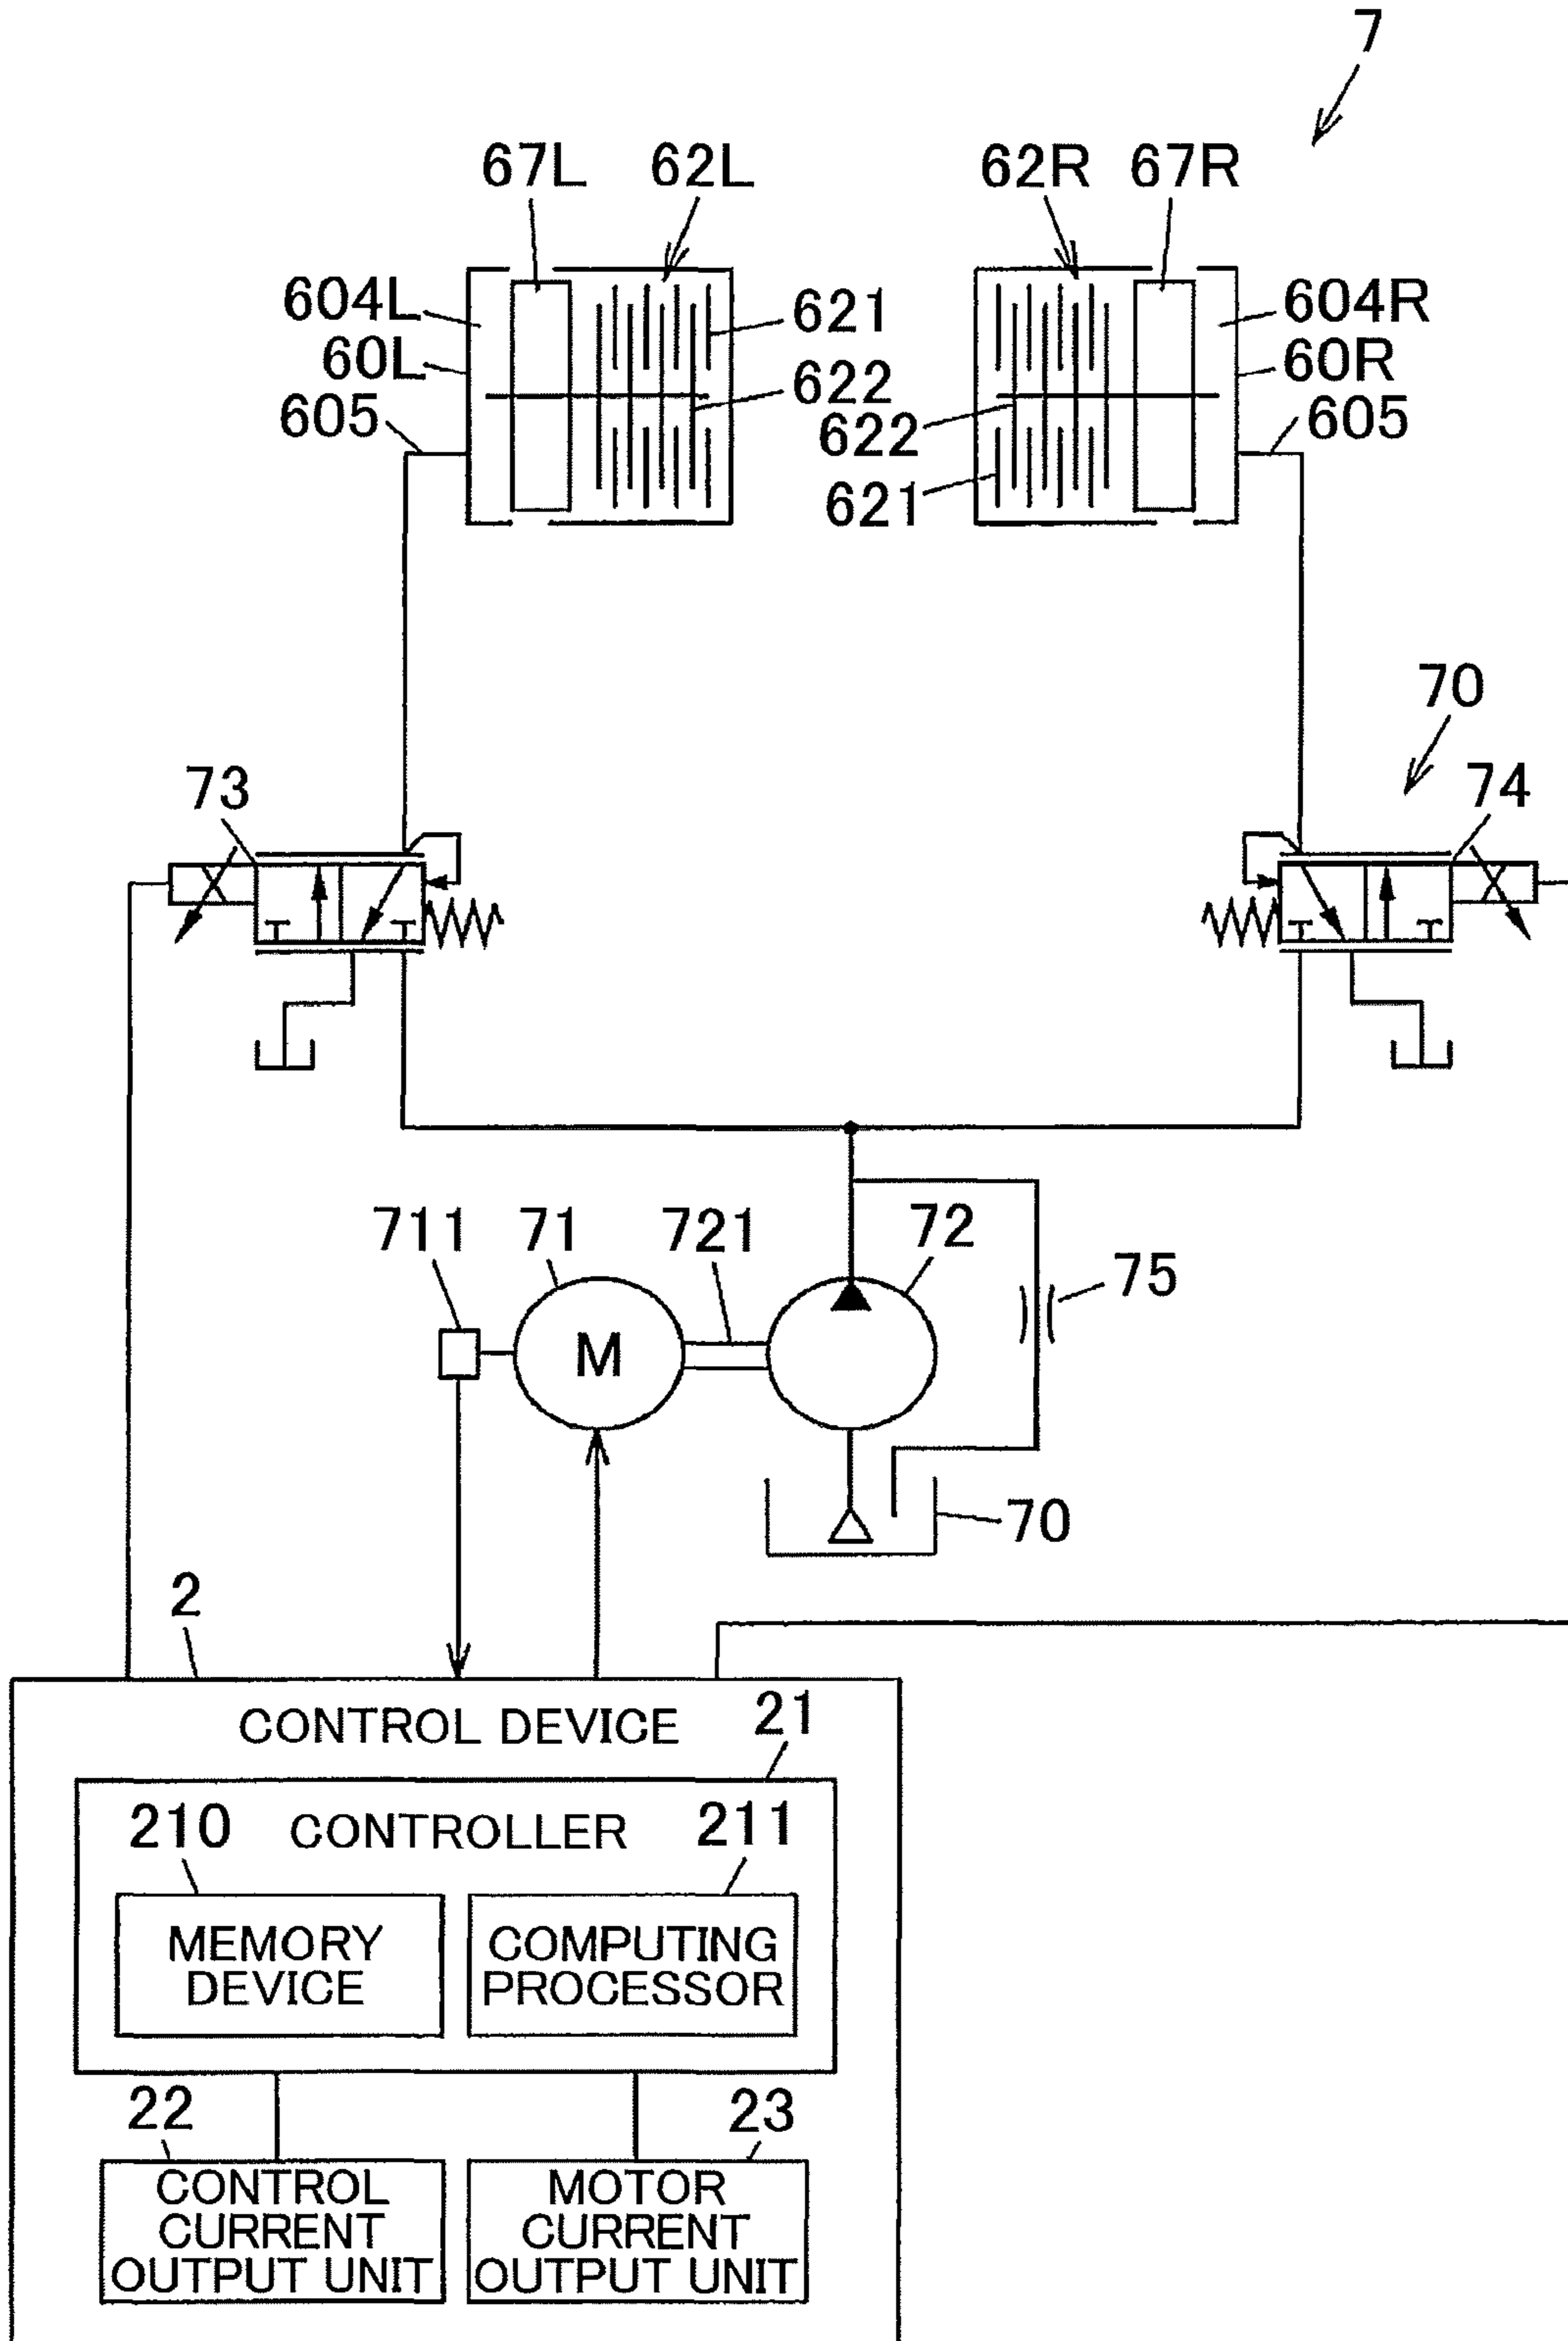 7
67L 62L 62R 67R
604L 621 604R
60L 622 60R
605 622 605
621
70
73 74
711 71 721 72
75
M
70
2
CONTROL DEVICE 21
210 CONTROLLER 211
MEMORY
DEVICE
COMPUTING
PROCESSOR
22 23
CONTROL
CURRENT
OUTPUT UNIT
MOTOR
CURRENT
OUTPUT UNIT